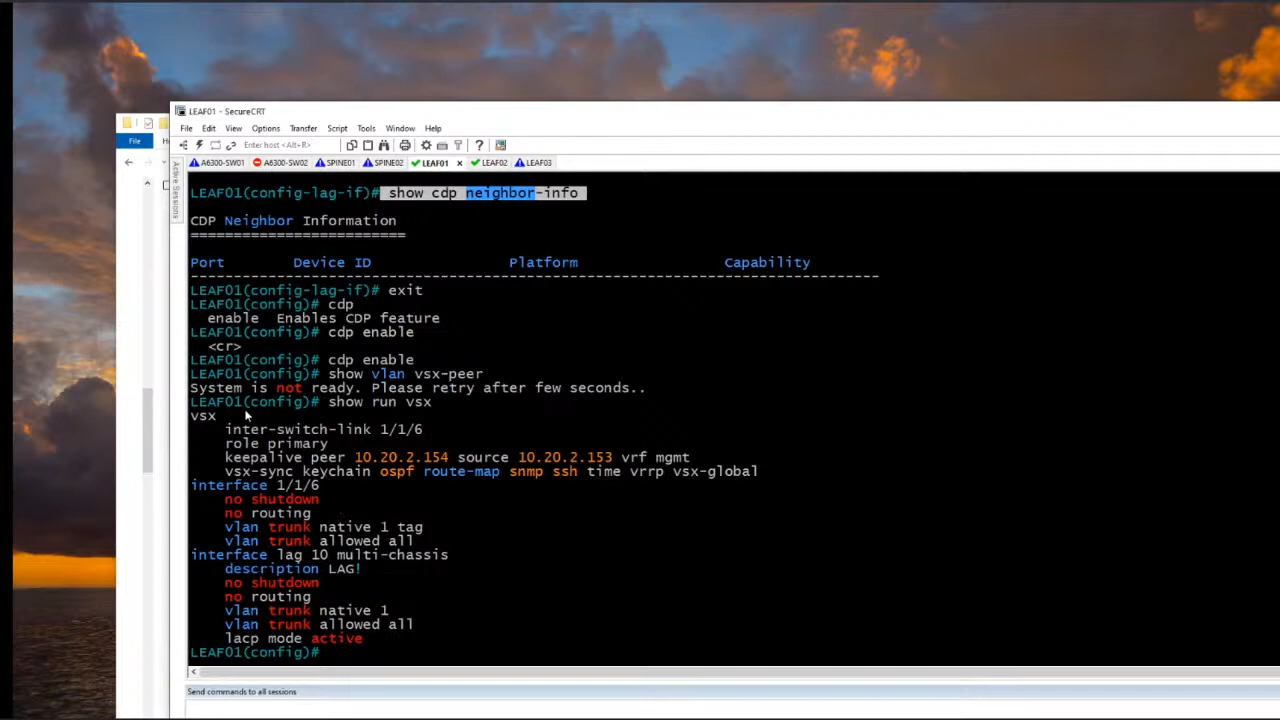 LEAF01 - SecureCRT
File Edit View Options Transfer Script Tools Window Help
File
Enter host <Alt+R>
A6300-SW01 A6300-SW02 SPINE01 SPINE02 LEAF01 × LEAF02 LEAF03
Active Sessions
LEAF01(config-lag-if)# show cdp neighbor-info
CDP Neighbor Information
========================
Port Device ID Platform Capability
--------------------------------------------------------------------------------
LEAF01(config-lag-if)# exit
LEAF01(config)# cdp
enable Enables CDP feature
LEAF01(config)# cdp enable
<cr>
LEAF01(config)# cdp enable
LEAF01(config)# show vlan vsx-peer
System is not ready. Please retry after few seconds..
LEAF01(config)# show run vsx
vsx
inter-switch-link 1/1/6
role primary
keepalive peer 10.20.2.154 source 10.20.2.153 vrf mgmt
vsx-sync keychain ospf route-map snmp ssh time vrrp vsx-global
interface 1/1/6
no shutdown
no routing
vlan trunk native 1 tag
vlan trunk allowed all
interface lag 10 multi-chassis
description LAG!
no shutdown
no routing
vlan trunk native 1
vlan trunk allowed all
lacp mode active
LEAF01(config)#
Send commands to all sessions